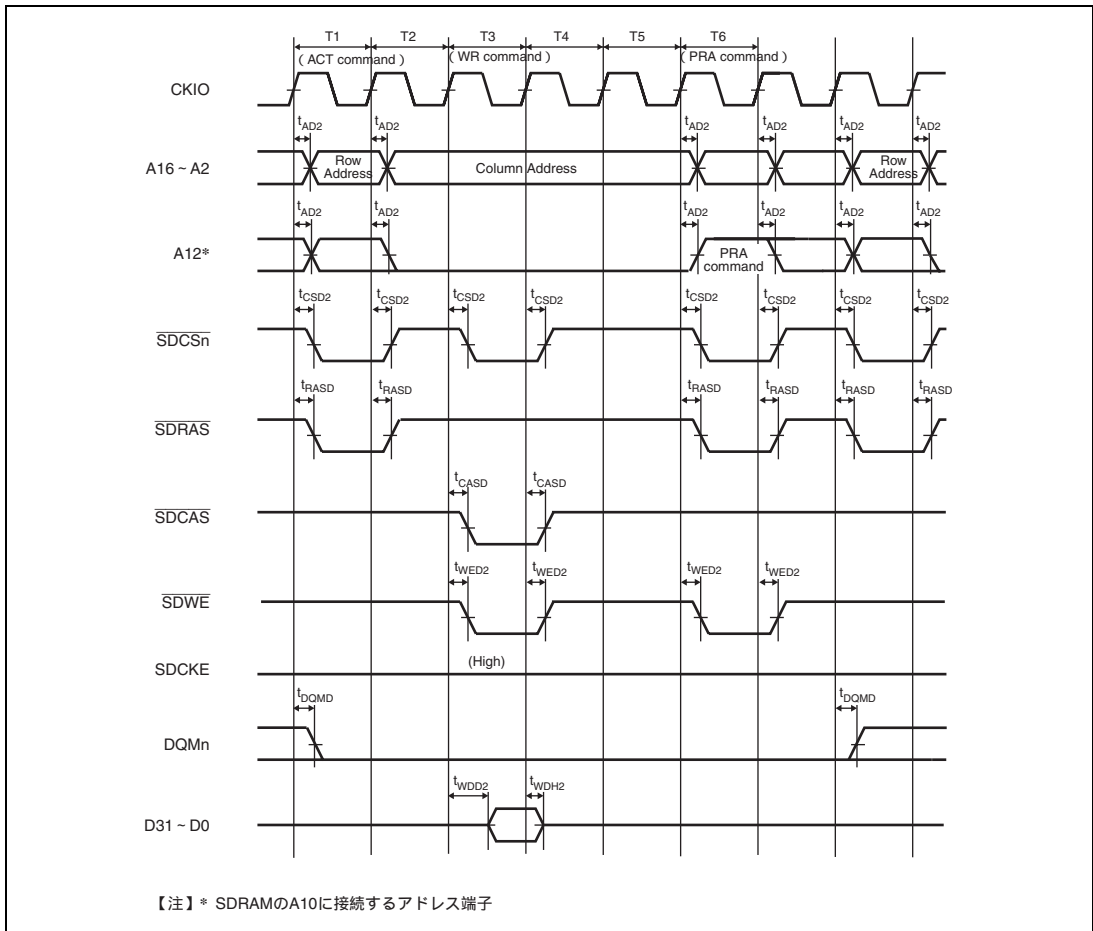 T1 T2 T3 T4 T5 T6
( ACT command ) ( WR command ) ( PRA command )
CKIO
tAD2 tAD2 tAD2 tAD2 tAD2 tAD2
A16 ~ A2 Row Address Column Address Row Address
tAD2 tAD2 tAD2 tAD2 tAD2 tAD2
A12* PRA command
tCSD2 tCSD2 tCSD2 tCSD2 tCSD2 tCSD2 tCSD2 tCSD2
SDCSn
tRASD tRASD tRASD tRASD tRASD tRASD
SDRAS
tCASD tCASD
SDCAS
tWED2 tWED2 tWED2 tWED2
SDWE
(High)
SDCKE
tDQMD tDQMD
DQMn
tWDD2 tWDH2
D31 ~ D0
【注】* SDRAMのA10に接続するアドレス端子